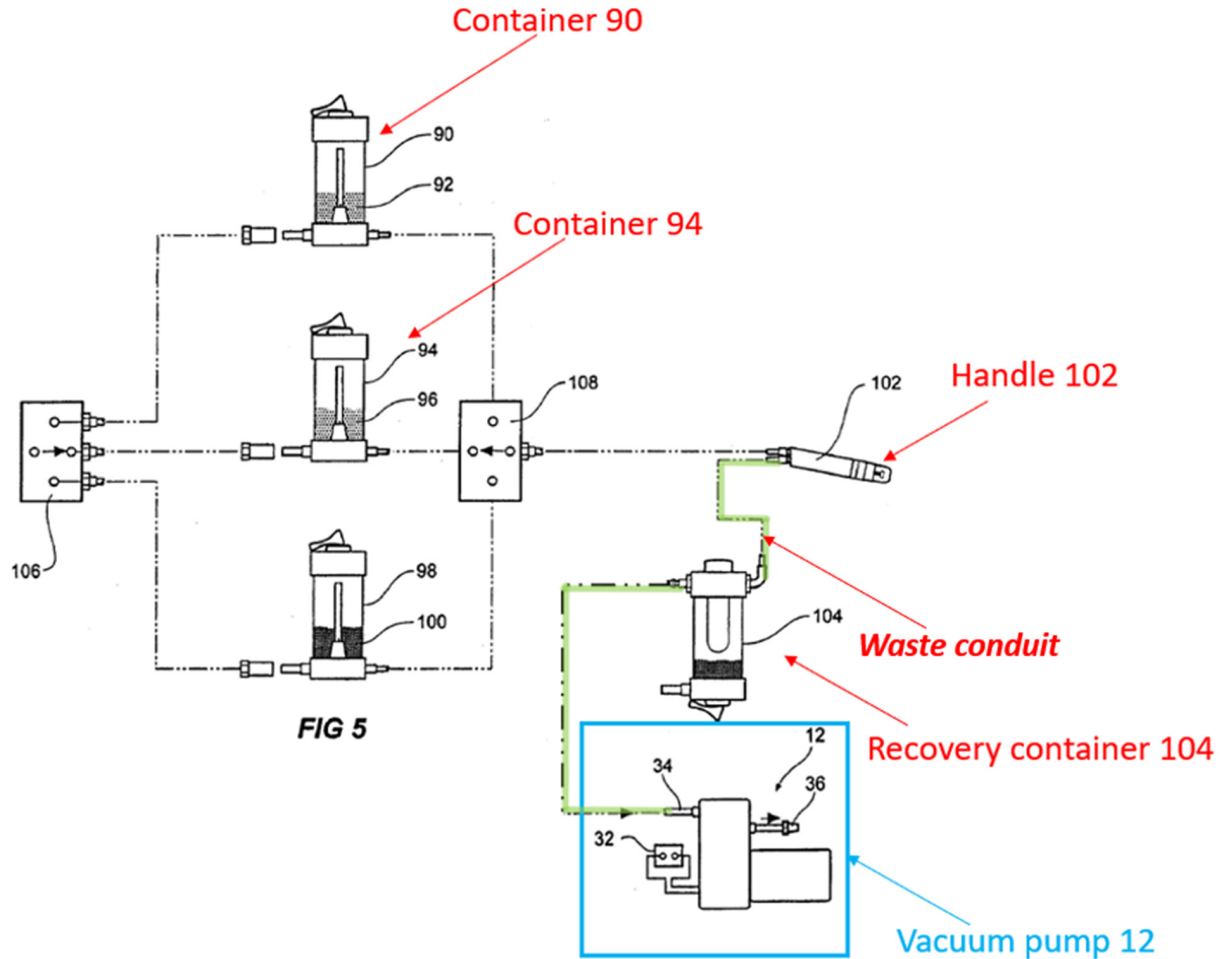 Container 90
90
92
Container 94
94
96
108
102
Handle 102
106
98
100
104
Waste conduit
FIG 5
Recovery container 104
12
34
36
32
Vacuum pump 12